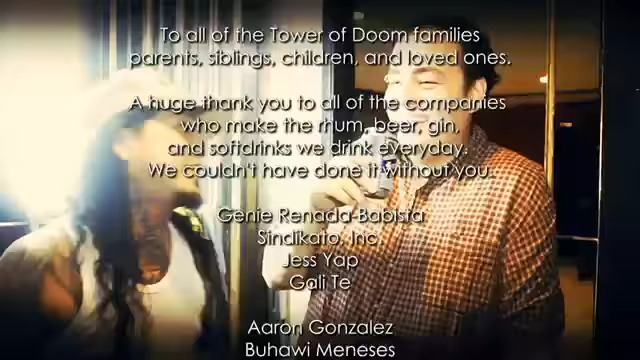 To all of the Tower of Doom families
parents, siblings, children, and loved ones.
A huge thank you to all of the companies
who make the rhum, beer, gin,
and softdrinks we drink everyday.
We couldn't have done it without you.
Genie Renada-Babista
Sindikato, Inc.
Jess Yap
Gali Te
Aaron Gonzalez
Buhawi Meneses